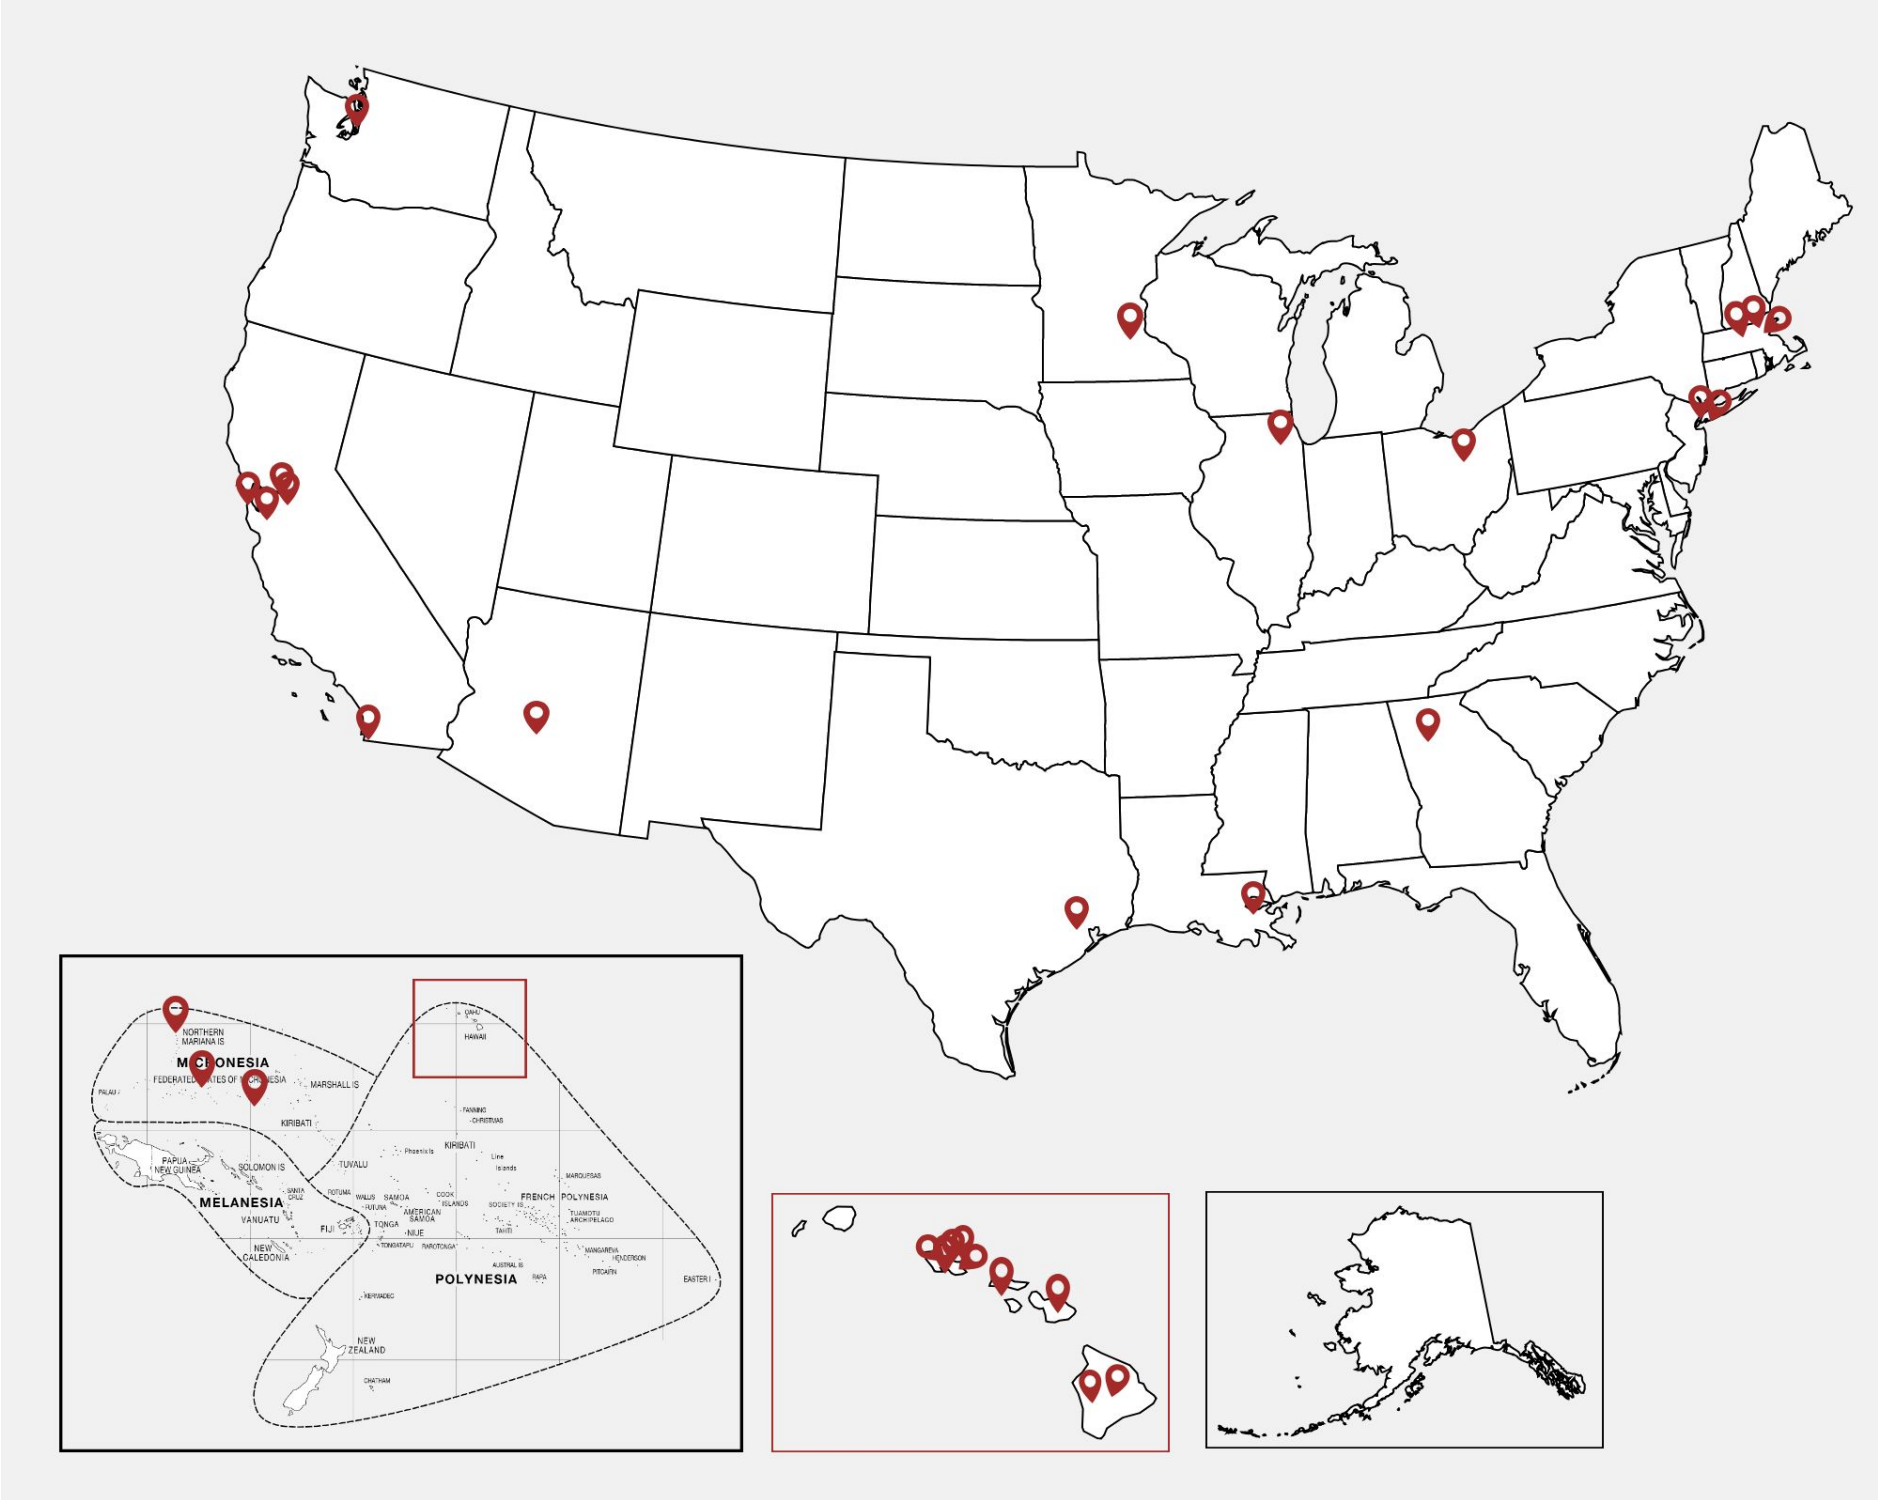 OAHU
HAWAII
NORTHERN
MARIANA IS
MICRONESIA
FEDERATED STATES OF MICRONESIA
MARSHALL IS
PALAU
FANNING
CHRISTMAS
KIRIBATI
KIRIBATI
Phoenix Is
Line
Islands
PAPUA
NEW GUINEA
SOLOMON IS
TUVALU
MARQUESAS
SANTA
CRUZ
ROTUMA
WALLIS
FUTUNA
SAMOA
COOK
ISLANDS
SOCIETY IS
FRENCH POLYNESIA
MELANESIA
AMERICAN
SAMOA
TUAMOTU
ARCHIPELAGO
VANUATU
FIJI
TONGA
NIUE
TAHITI
NEW
CALEDONIA
TONGATAPU
RAROTONGA
MANGAREVA
HENDERSON
PITCAIRN
AUSTRAL IS
RAPA
POLYNESIA
EASTER I
KERMADEC
NEW
ZEALAND
CHATHAM